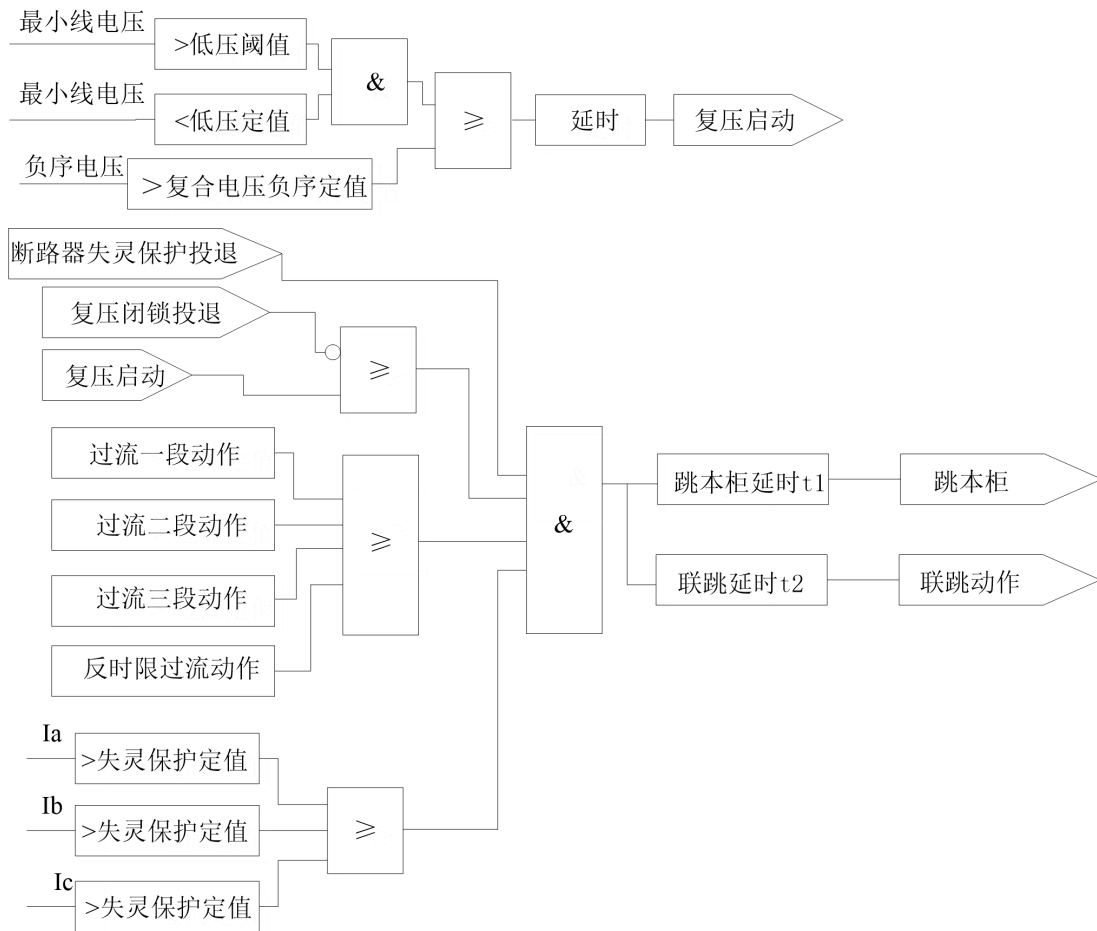 最小线电压
>低压阈值
&
最小线电压
<低压定值
≥
延时
复压启动
负序电压
>复合电压负序定值
断路器失灵保护投退
复压闭锁投退
≥
复压启动
过流一段动作
过流二段动作
≥
过流三段动作
反时限过流动作
&
跳本柜延时t1
跳本柜
联跳延时t2
联跳动作
Ia
>失灵保护定值
Ib
>失灵保护定值
≥
Ic
>失灵保护定值